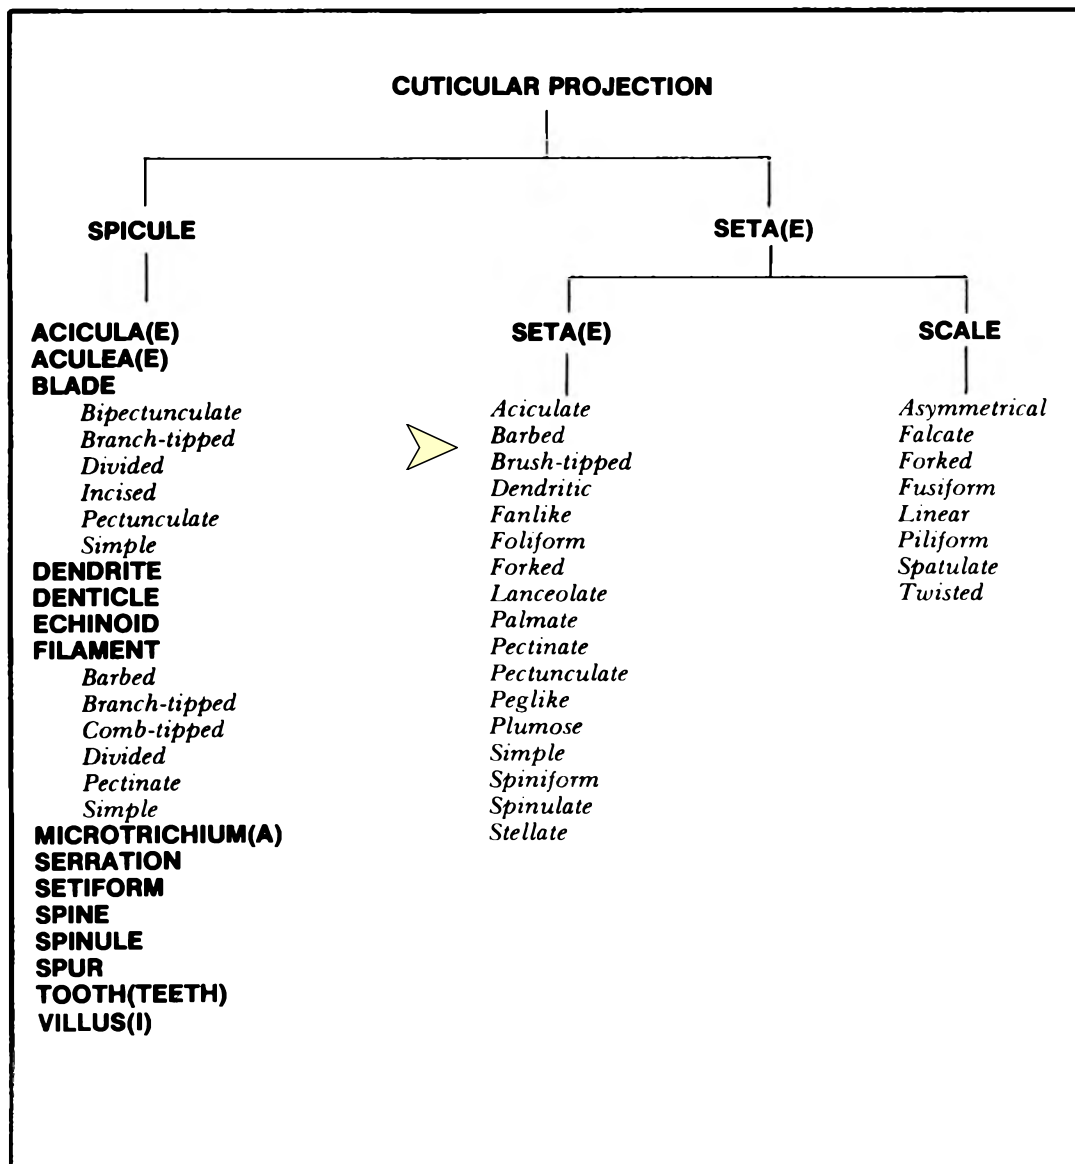 CUTICULAR PROJECTION
SPICULE
SETA(E)
ACICULA(E)
ACULEA(E)
BLADE
Bipectunculate
Branch-tipped
Divided
Incised
Pectunculate
Simple
DENDRITE
DENTICLE
ECHINOID
FILAMENT
Barbed
Branch-tipped
Comb-tipped
Divided
Pectinate
Simple
MICROTRICHIUM(A)
SERRATION
SETIFORM
SPINE
SPINULE
SPUR
TOOTH(TEETH)
VILLUS(I)
SETA(E)
Aciculate
Barbed
Brush-tipped
Dendritic
Fanlike
Foliform
Forked
Lanceolate
Palmate
Pectinate
Pectunculate
Peglike
Plumose
Simple
Spiniform
Spinulate
Stellate
SCALE
Asymmetrical
Falcate
Forked
Fusiform
Linear
Piliform
Spatulate
Twisted